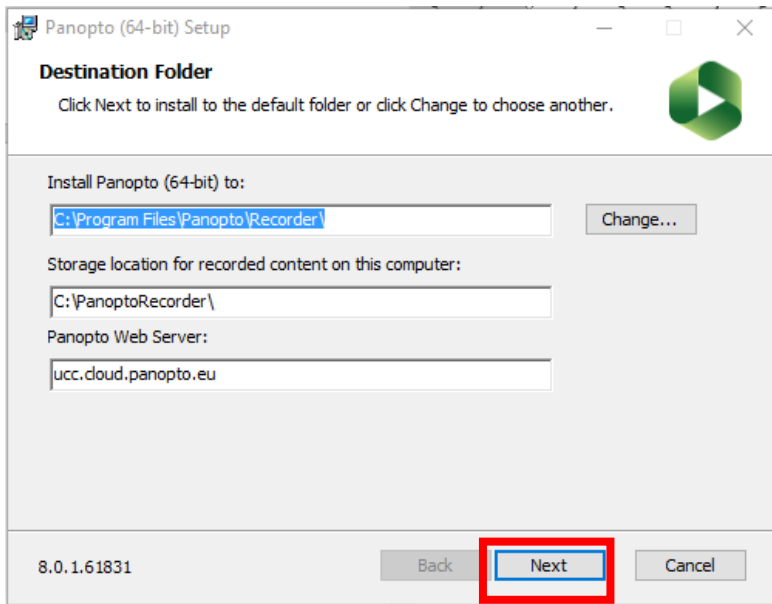 Panopto (64-bit) Setup
Destination Folder
Click Next to install to the default folder or click Change to choose another.
Install Panopto (64-bit) to:
C:\Program Files\Panopto\Recorder\
Change...
Storage location for recorded content on this computer:
C:\PanoptoRecorder\
Panopto Web Server:
ucc.cloud.panopto.eu
8.0.1.61831
Back
Next
Cancel